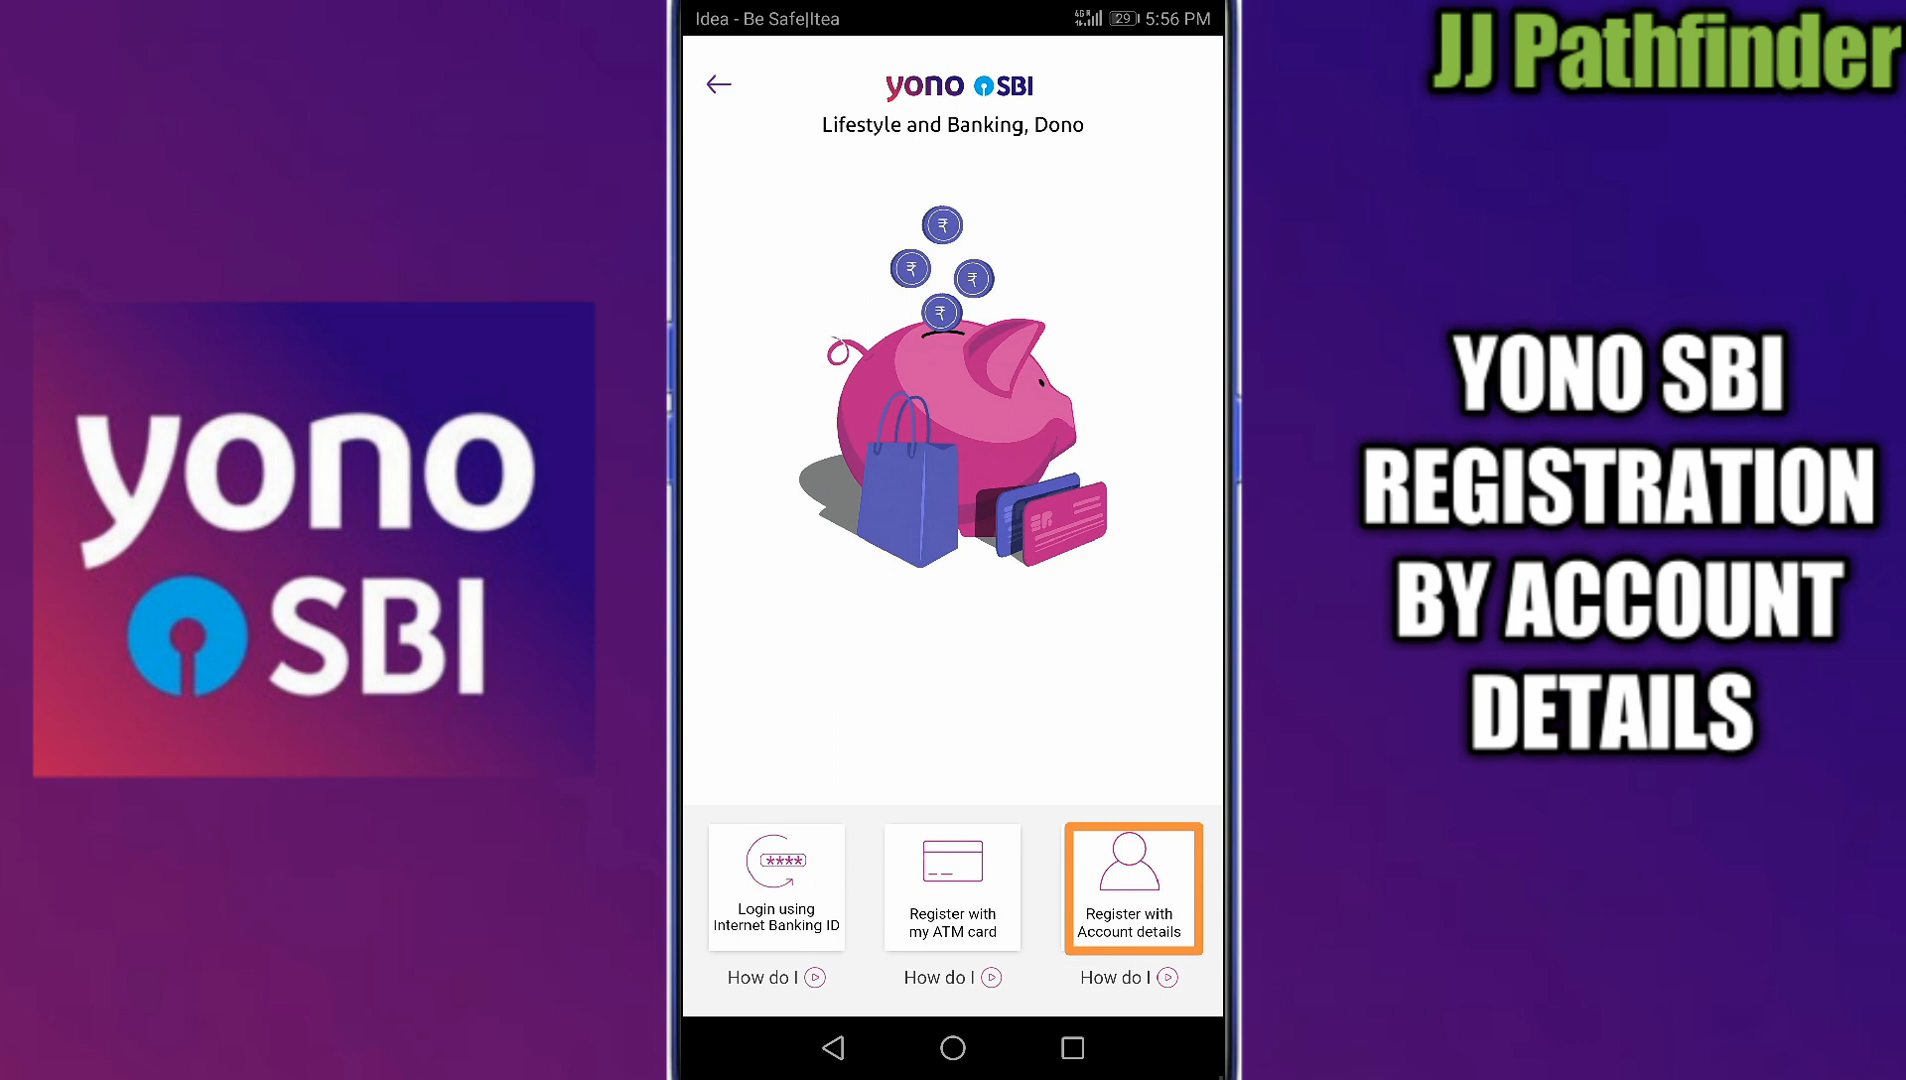 Idea - Be Safe|Itea
4G R 29 5:56 PM
JJ Pathfinder
yono SBI
Lifestyle and Banking, Dono
₹
₹
₹
₹
yono
SBI
YONO SBI
REGISTRATION
BY ACCOUNT
DETAILS
****
Login using
Internet Banking ID
Register with
my ATM card
Register with
Account details
How do I
How do I
How do I